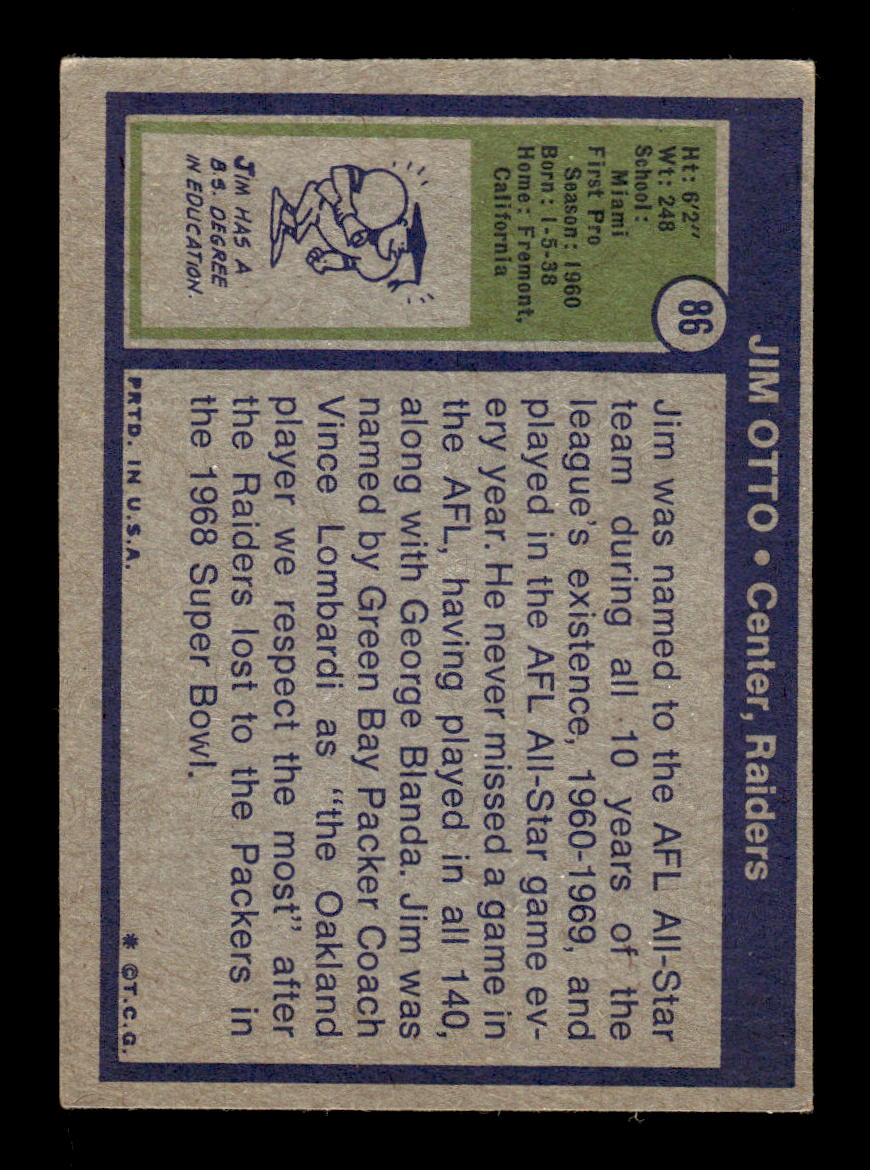 JIM OTTO • Center, Raiders
86
Ht: 6'2"
Wt: 248
School:
Miami
First Pro
Season: 1960
Born: 1-5-38
Home: Fremont,
California
JIM HAS A
B.S. DEGREE
IN EDUCATION.
Jim was named to the AFL All-Star
team during all 10 years of the
league's existence, 1960-1969, and
played in the AFL All-Star game ev-
ery year. He never missed a game in
the AFL, having played in all 140,
along with George Blanda. Jim was
named by Green Bay Packer Coach
Vince Lombardi as "the Oakland
player we respect the most" after
the Raiders lost to the Packers in
the 1968 Super Bowl.
PRTD. IN U.S.A.
* ©T.C.G.